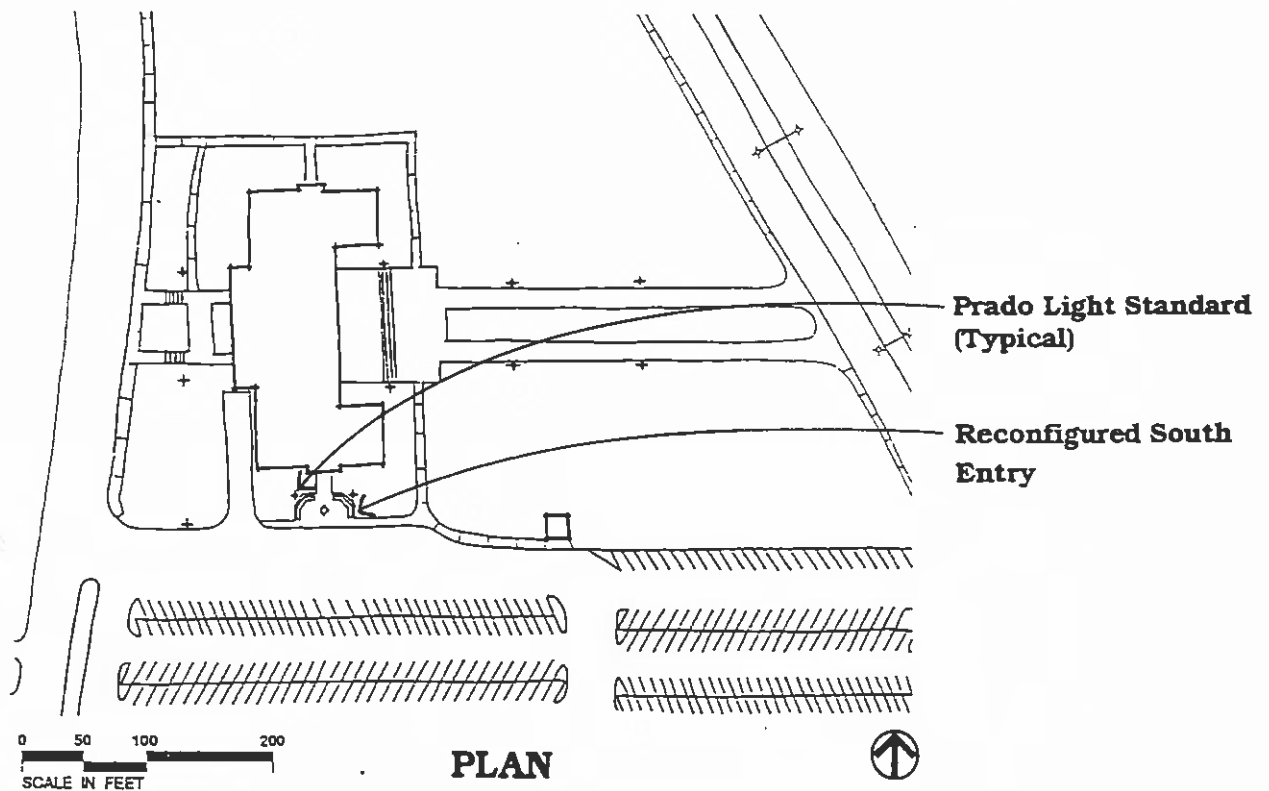 Prado Light Standard
(Typical)
Reconfigured South
Entry
0 50 100 200
SCALE IN FEET
PLAN